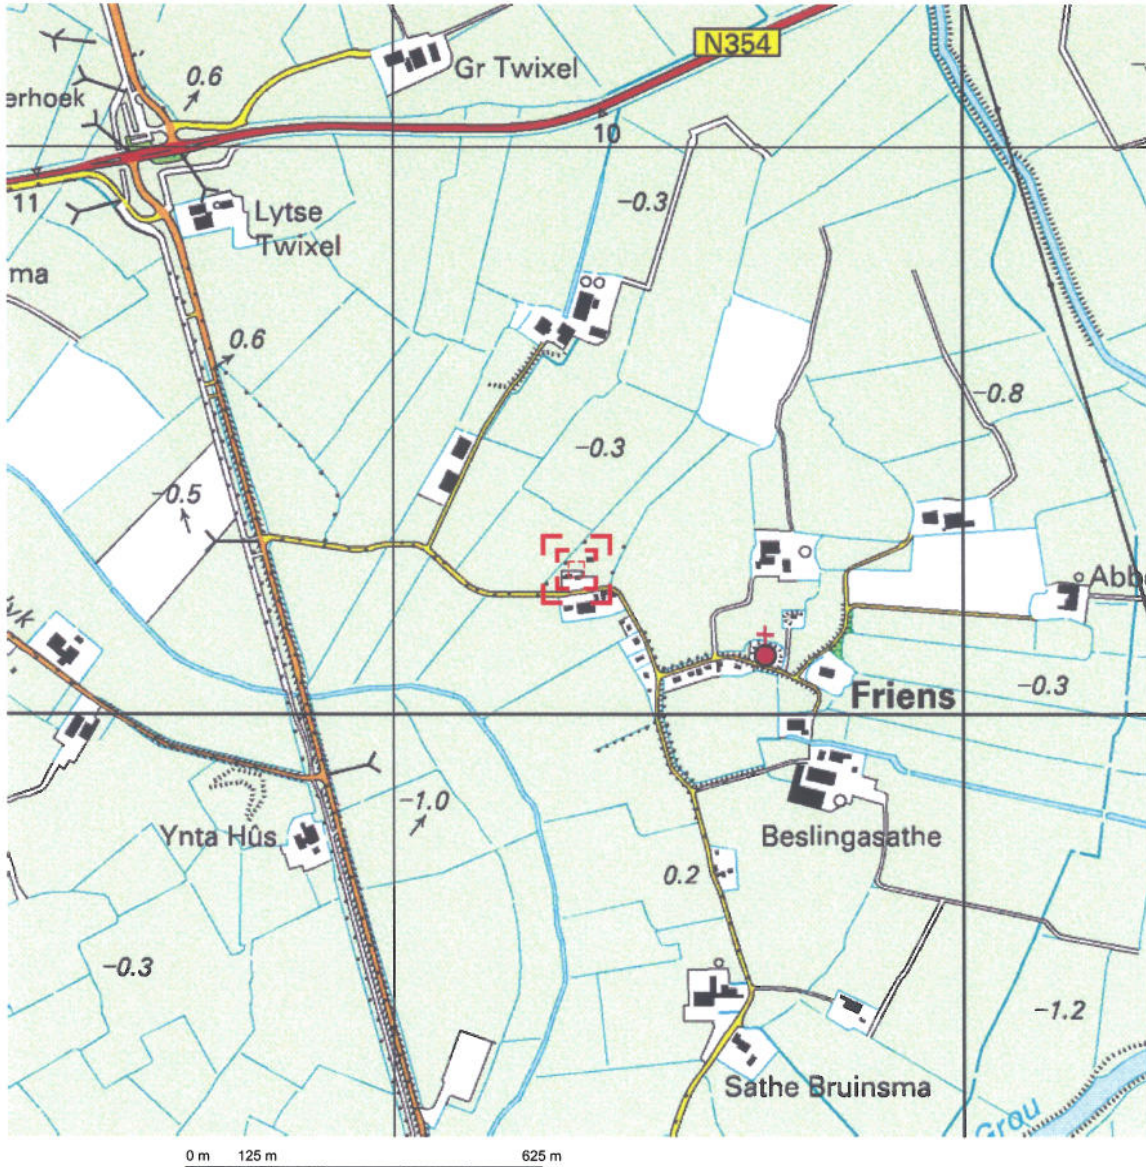 N354
Gr Twixel
0.6
erhoek
10
11
-0.3
Lytse
Twixel
ma
0.6
-0.8
-0.3
-0.5
Abb
yk
-0.3
Friens
-1.0
Ynta Hûs
Beslingasathe
0.2
-0.3
-1.2
Sathe Bruinsma
Grou
0 m 125 m 625 m